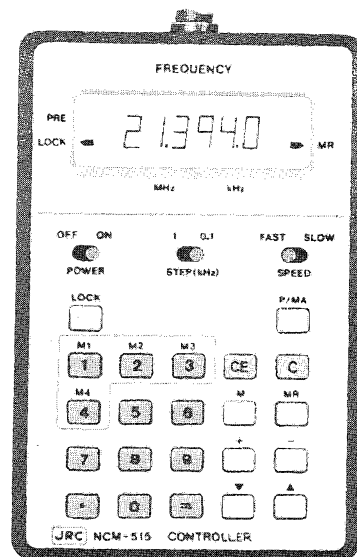 FREQUENCY
PRE
LOCK 21.394.0 MR
MHz kHz
OFF ON 1 0.1 FAST SLOW
POWER STEP(kHz) SPEED
LOCK P/MA
M1 M2 M3
1 2 3 CE C
M4 M MR
4 5 6
+ −
7 8 9
▼ ▲
• 0 =
JRC NCM-515 CONTROLLER